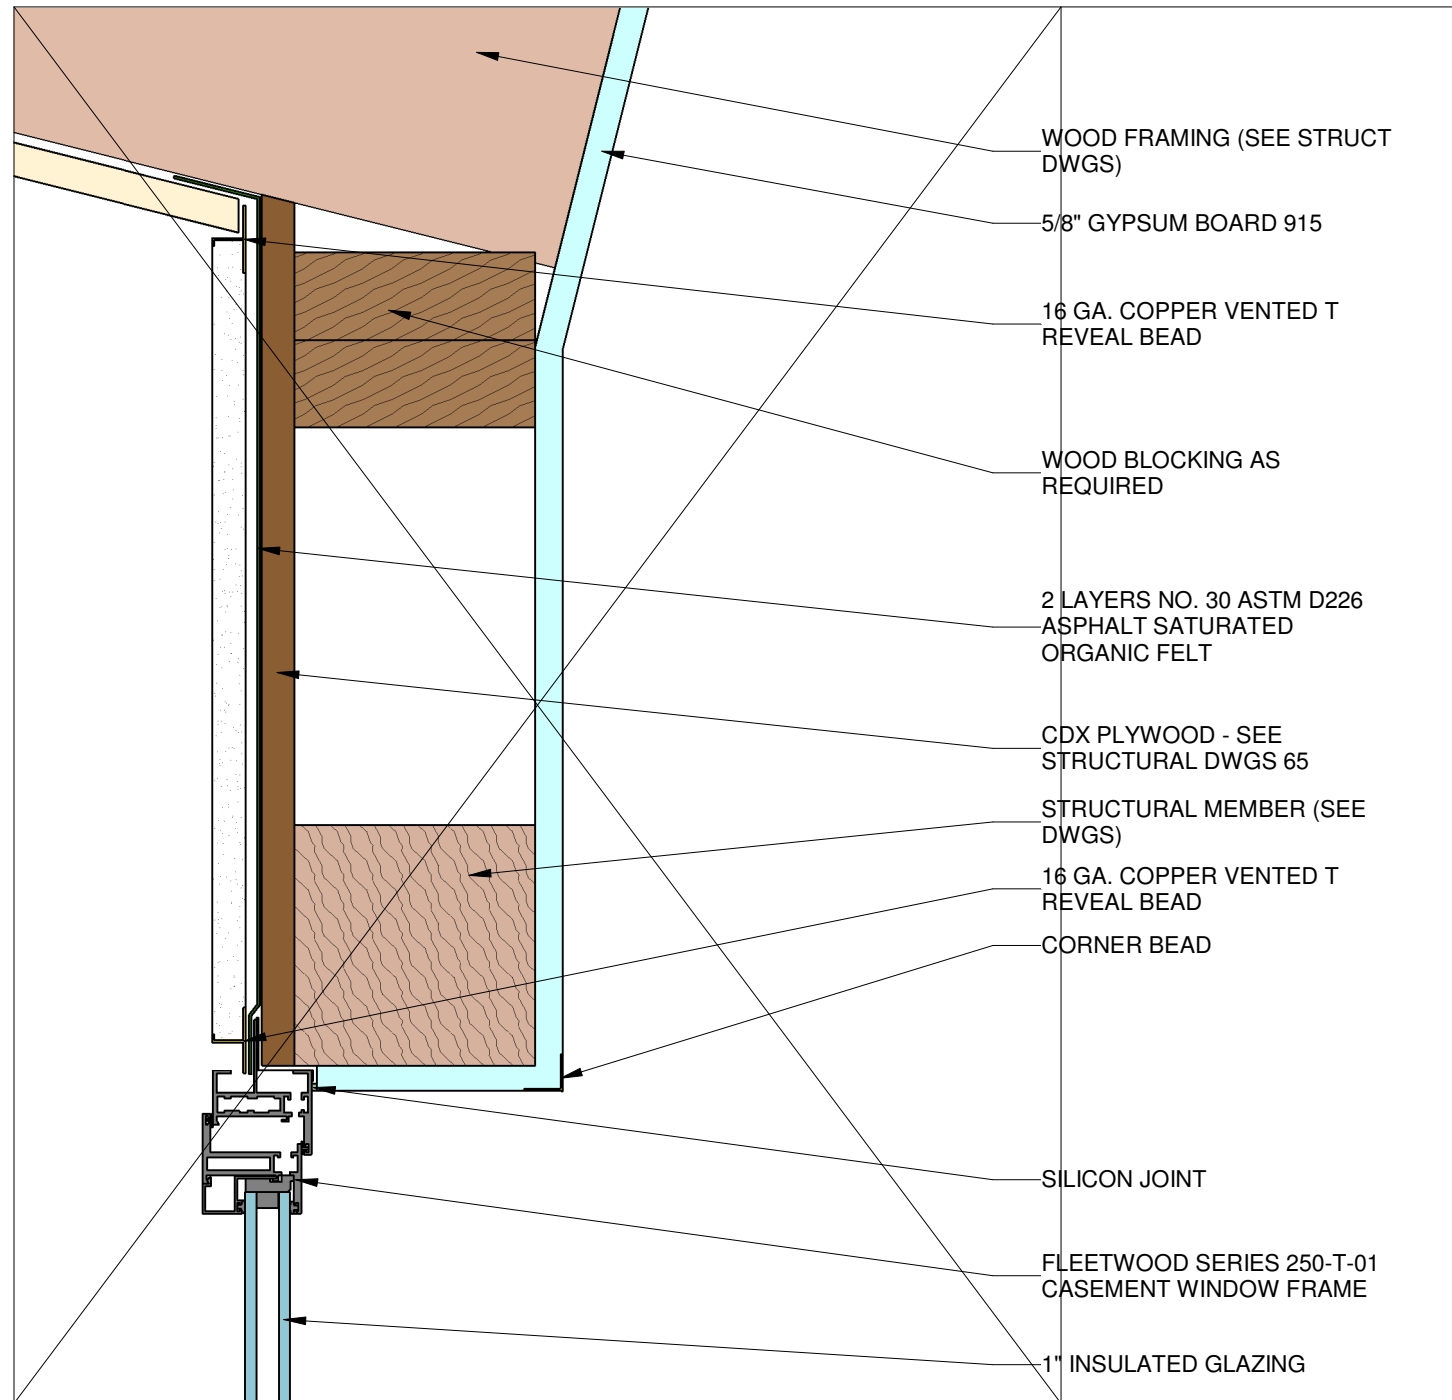 WOOD FRAMING (SEE STRUCT
DWGS)
5/8" GYPSUM BOARD 915
16 GA. COPPER VENTED T
REVEAL BEAD
WOOD BLOCKING AS
REQUIRED
2 LAYERS NO. 30 ASTM D226
ASPHALT SATURATED
ORGANIC FELT
CDX PLYWOOD - SEE
STRUCTURAL DWGS 65
STRUCTURAL MEMBER (SEE
DWGS)
16 GA. COPPER VENTED T
REVEAL BEAD
CORNER BEAD
SILICON JOINT
FLEETWOOD SERIES 250-T-01
CASEMENT WINDOW FRAME
1" INSULATED GLAZING